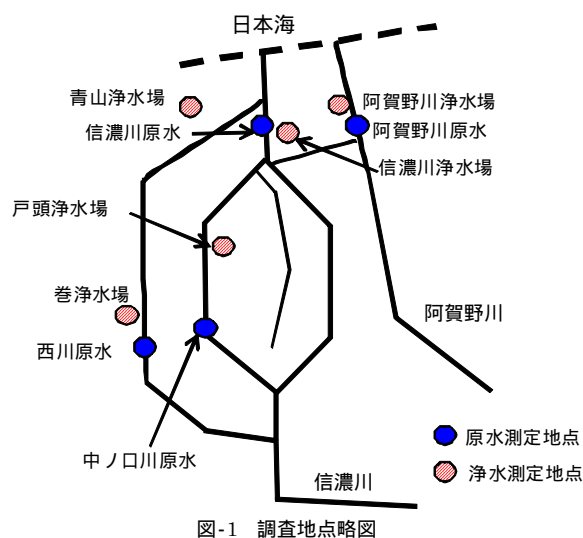 日本海
青山浄水場
阿賀野川浄水場
信濃川原水
阿賀野川原水
信濃川浄水場
戸頭浄水場
巻浄水場
阿賀野川
西川原水
原水測定地点
中ノ口川原水
浄水測定地点
信濃川
図-1 調査地点略図